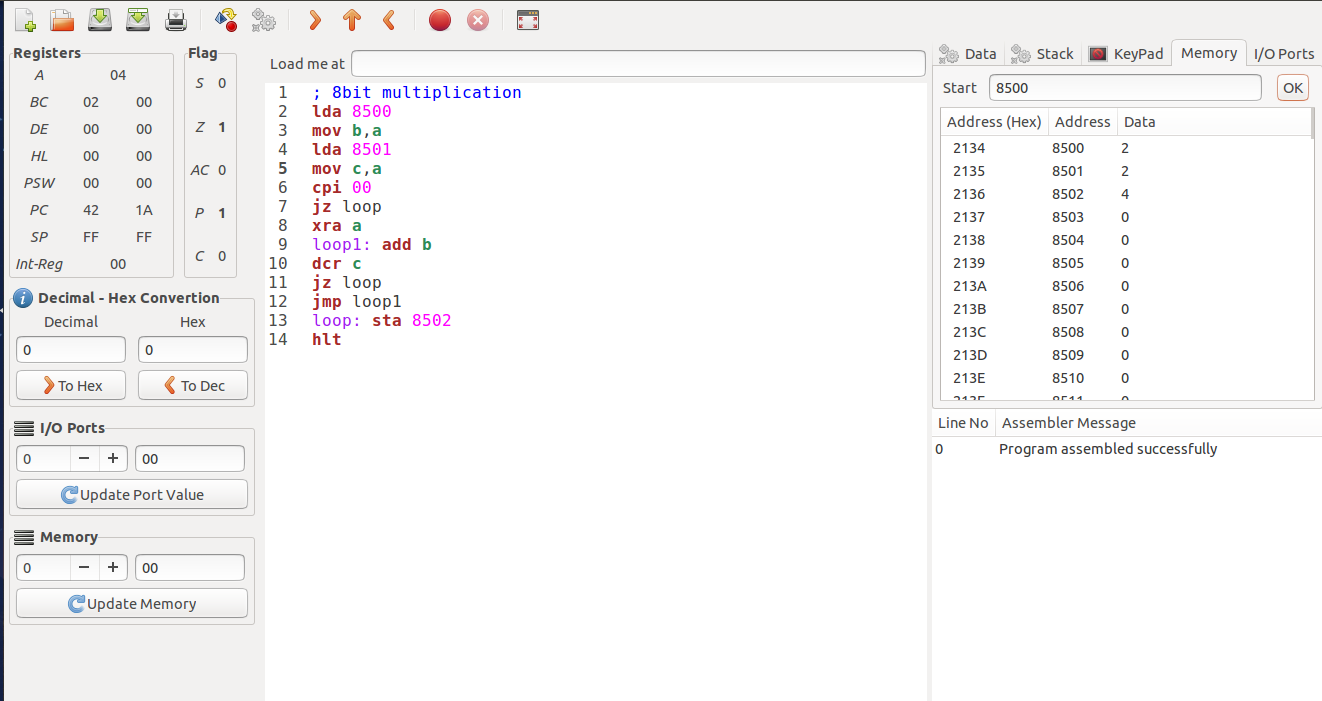 Registers
A 04
BC 02 00
DE 00 00
HL 00 00
PSW 00 00
PC 42 1A
SP FF FF
Int-Reg 00
Flag
S 0
Z 1
AC 0
P 1
C 0
Decimal - Hex Convertion
Decimal Hex
0 0
To Hex To Dec
I/O Ports
0 − + 00
Update Port Value
Memory
0 − + 00
Update Memory
Load me at
1 ; 8bit multiplication
2 lda 8500
3 mov b,a
4 lda 8501
5 mov c,a
6 cpi 00
7 jz loop
8 xra a
9 loop1: add b
10 dcr c
11 jz loop
12 jmp loop1
13 loop: sta 8502
14 hlt
Data Stack KeyPad Memory I/O Ports
Start 8500 OK
Address (Hex) Address Data
2134 8500 2
2135 8501 2
2136 8502 4
2137 8503 0
2138 8504 0
2139 8505 0
213A 8506 0
213B 8507 0
213C 8508 0
213D 8509 0
213E 8510 0
Line No Assembler Message
0 Program assembled successfully